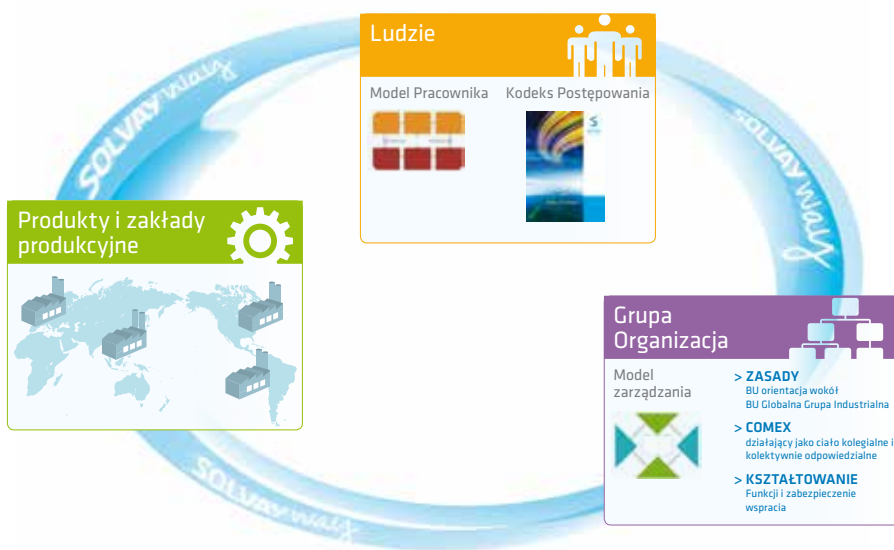 SOLVAY way
Ludzie
Model Pracownika
Kodeks Postępowania
SOLVAY way
Produkty i zakłady
produkcyjne
Grupa
Organizacja
Model
zarządzania
> ZASADY
BU orientacja wokół
BU Globalna Grupa Industrialna
> COMEX
działający jako ciało kolegialne i
kolektywnie odpowiedzialne
> KSZTAŁTOWANIE
Funkcji i zabezpieczenie
wspracia
SOLVAY way